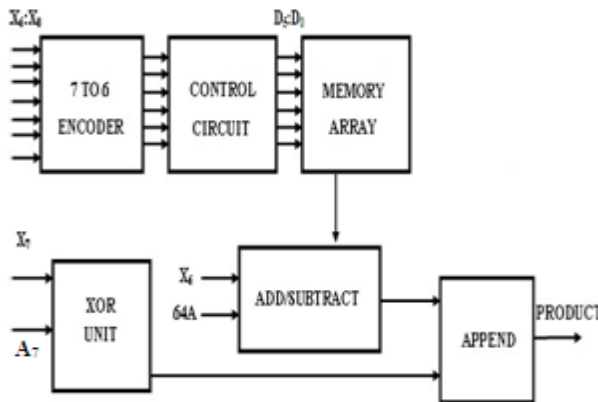 X₆:X₀
D₅:D₀
7 TO 6
ENCODER
CONTROL
CIRCUIT
MEMORY
ARRAY
X₇
A₇
XOR
UNIT
X₆
64A
ADD/SUBTRACT
APPEND
PRODUCT